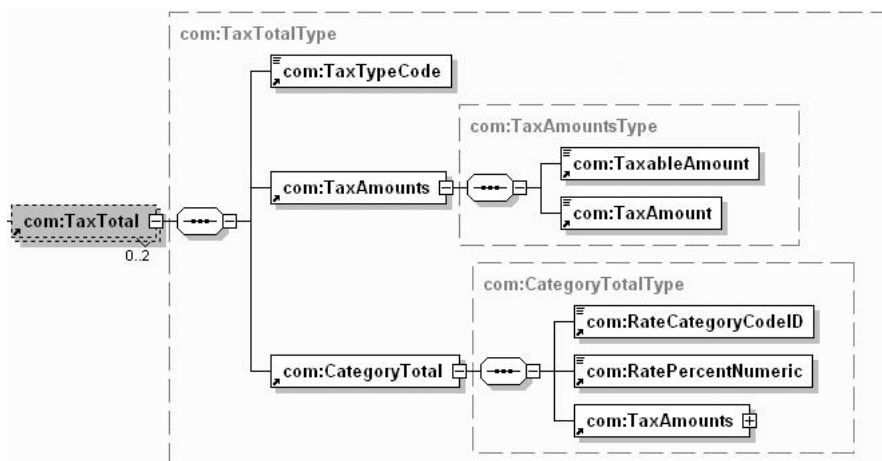 com:TaxTotalType
com:TaxTypeCode
com:TaxAmountsType
com:TaxableAmount
com:TaxAmounts
com:TaxAmount
com:TaxTotal
0..2
com:CategoryTotalType
com:RateCategoryCodeID
com:CategoryTotal
com:RatePercentNumeric
com:TaxAmounts